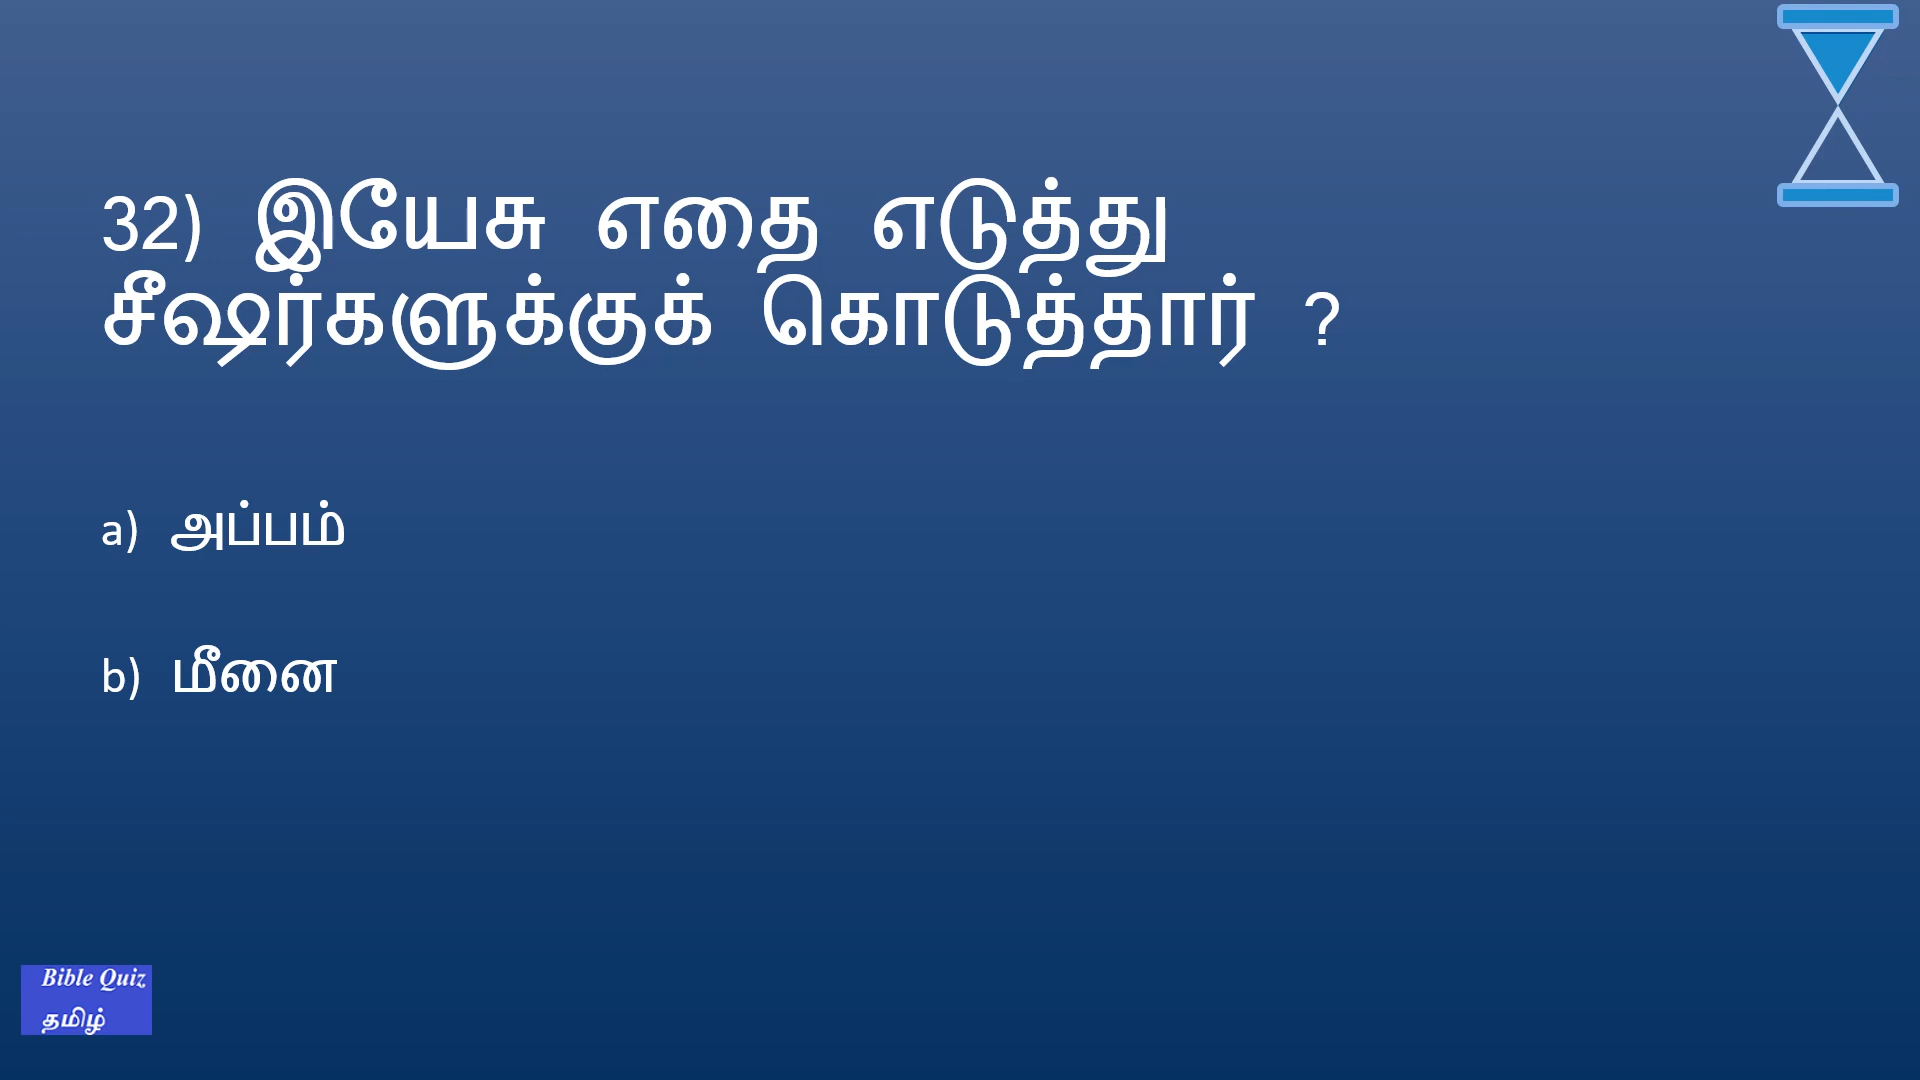 32) இயேசு எதை எடுத்து
சீஷர்களுக்குக் கொடுத்தார் ?
a) அப்பம்
b) மீனை
Bible Quiz
தமிழ்